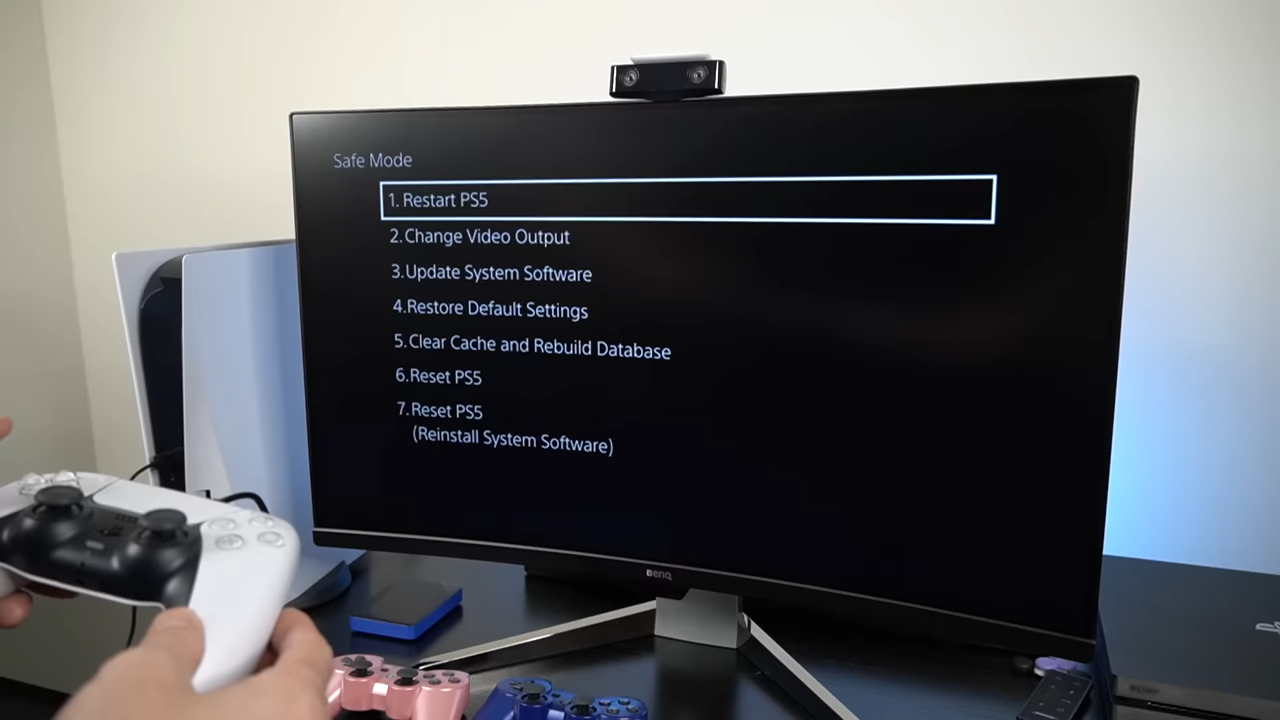 Safe Mode
1. Restart PS5
2. Change Video Output
3. Update System Software
4. Restore Default Settings
5. Clear Cache and Rebuild Database
6. Reset PS5
7. Reset PS5
(Reinstall System Software)
BenQ